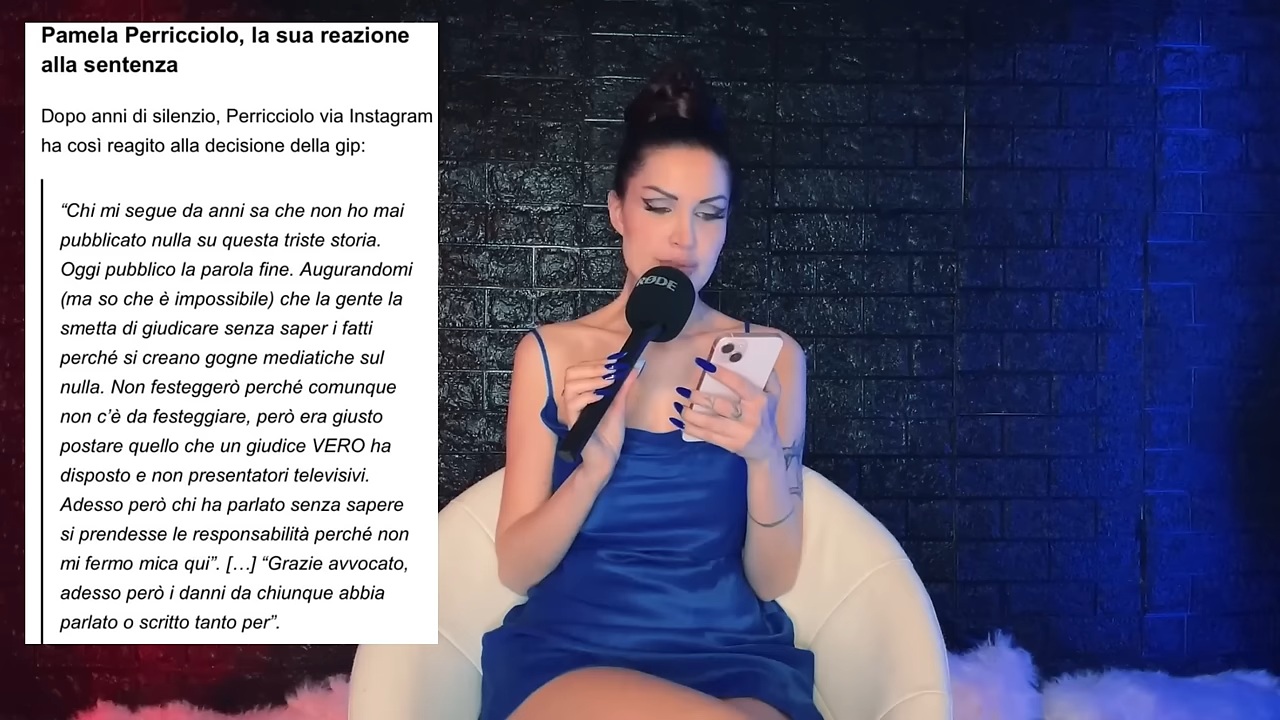 Pamela Perricciolo, la sua reazione
alla sentenza
Dopo anni di silenzio, Perricciolo via Instagram
ha così reagito alla decisione della gip:
“Chi mi segue da anni sa che non ho mai
pubblicato nulla su questa triste storia.
Oggi pubblico la parola fine. Augurandomi
(ma so che è impossibile) che la gente la
smetta di giudicare senza saper i fatti
perché si creano gogne mediatiche sul
nulla. Non festeggerò perché comunque
non c’è da festeggiare, però era giusto
postare quello che un giudice VERO ha
disposto e non presentatori televisivi.
Adesso però chi ha parlato senza sapere
si prendesse le responsabilità perché non
mi fermo mica qui”. […] “Grazie avvocato,
adesso però i danni da chiunque abbia
parlato o scritto tanto per”.
RØDE